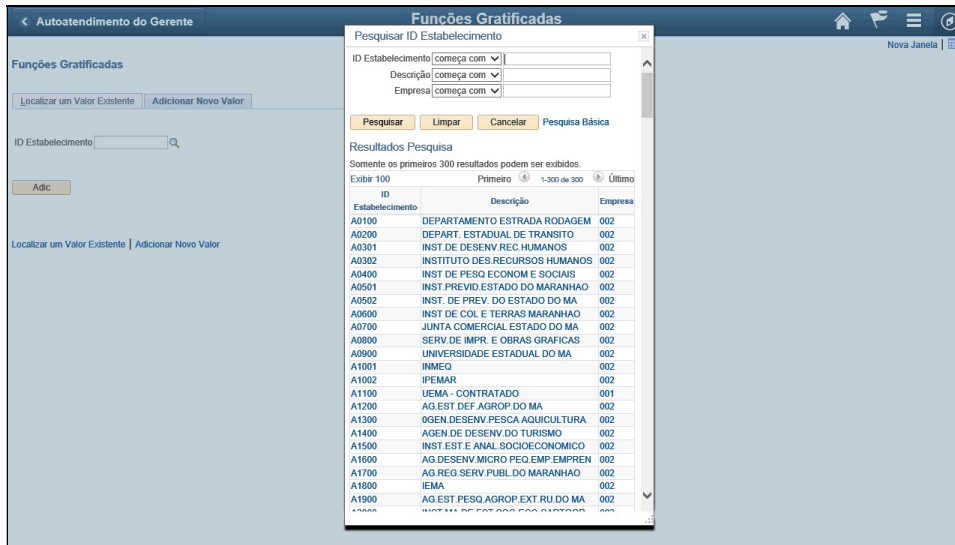 Autoatendimento do Gerente
Funções Gratificadas
Nova Janela
Funções Gratificadas
Localizar um Valor Existente
Adicionar Novo Valor
ID Estabelecimento
Adic
Localizar um Valor Existente | Adicionar Novo Valor
Pesquisar ID Estabelecimento
ID Estabelecimento começa com
Descrição começa com
Empresa começa com
Pesquisar Limpar Cancelar Pesquisa Básica
Resultados Pesquisa
Somente os primeiros 300 resultados podem ser exibidos.
Exibir 100 Primeiro 1-300 de 300 Último
ID Estabelecimento Descrição Empresa
A0100 DEPARTAMENTO ESTRADA RODAGEM 002
A0200 DEPART. ESTADUAL DE TRANSITO 002
A0301 INST.DE DESENV.REC.HUMANOS 002
A0302 INSTITUTO DES.RECURSOS HUMANOS 002
A0400 INST DE PESQ ECONOM E SOCIAIS 002
A0501 INST.PREVID.ESTADO DO MARANHAO 002
A0502 INST. DE PREV. DO ESTADO DO MA 002
A0600 INST DE COL E TERRAS MARANHAO 002
A0700 JUNTA COMERCIAL ESTADO DO MA 002
A0800 SERV.DE IMPR. E OBRAS GRAFICAS 002
A0900 UNIVERSIDADE ESTADUAL DO MA 002
A1001 INMEQ 002
A1002 IPEMAR 002
A1100 UEMA - CONTRATADO 001
A1200 AG.EST.DEF.AGROP.DO MA 002
A1300 0GEN.DESENV.PESCA AQUICULTURA 002
A1400 AGEN.DE DESENV.DO TURISMO 002
A1500 INST.EST.E ANAL.SOCIOECONOMICO 002
A1600 AG.DESENV.MICRO PEQ.EMP.EMPREN 002
A1700 AG.REG.SERV.PUBL.DO MARANHAO 002
A1800 IEMA 002
A1900 AG.EST.PESQ.AGROP.EXT.RU.DO MA 002